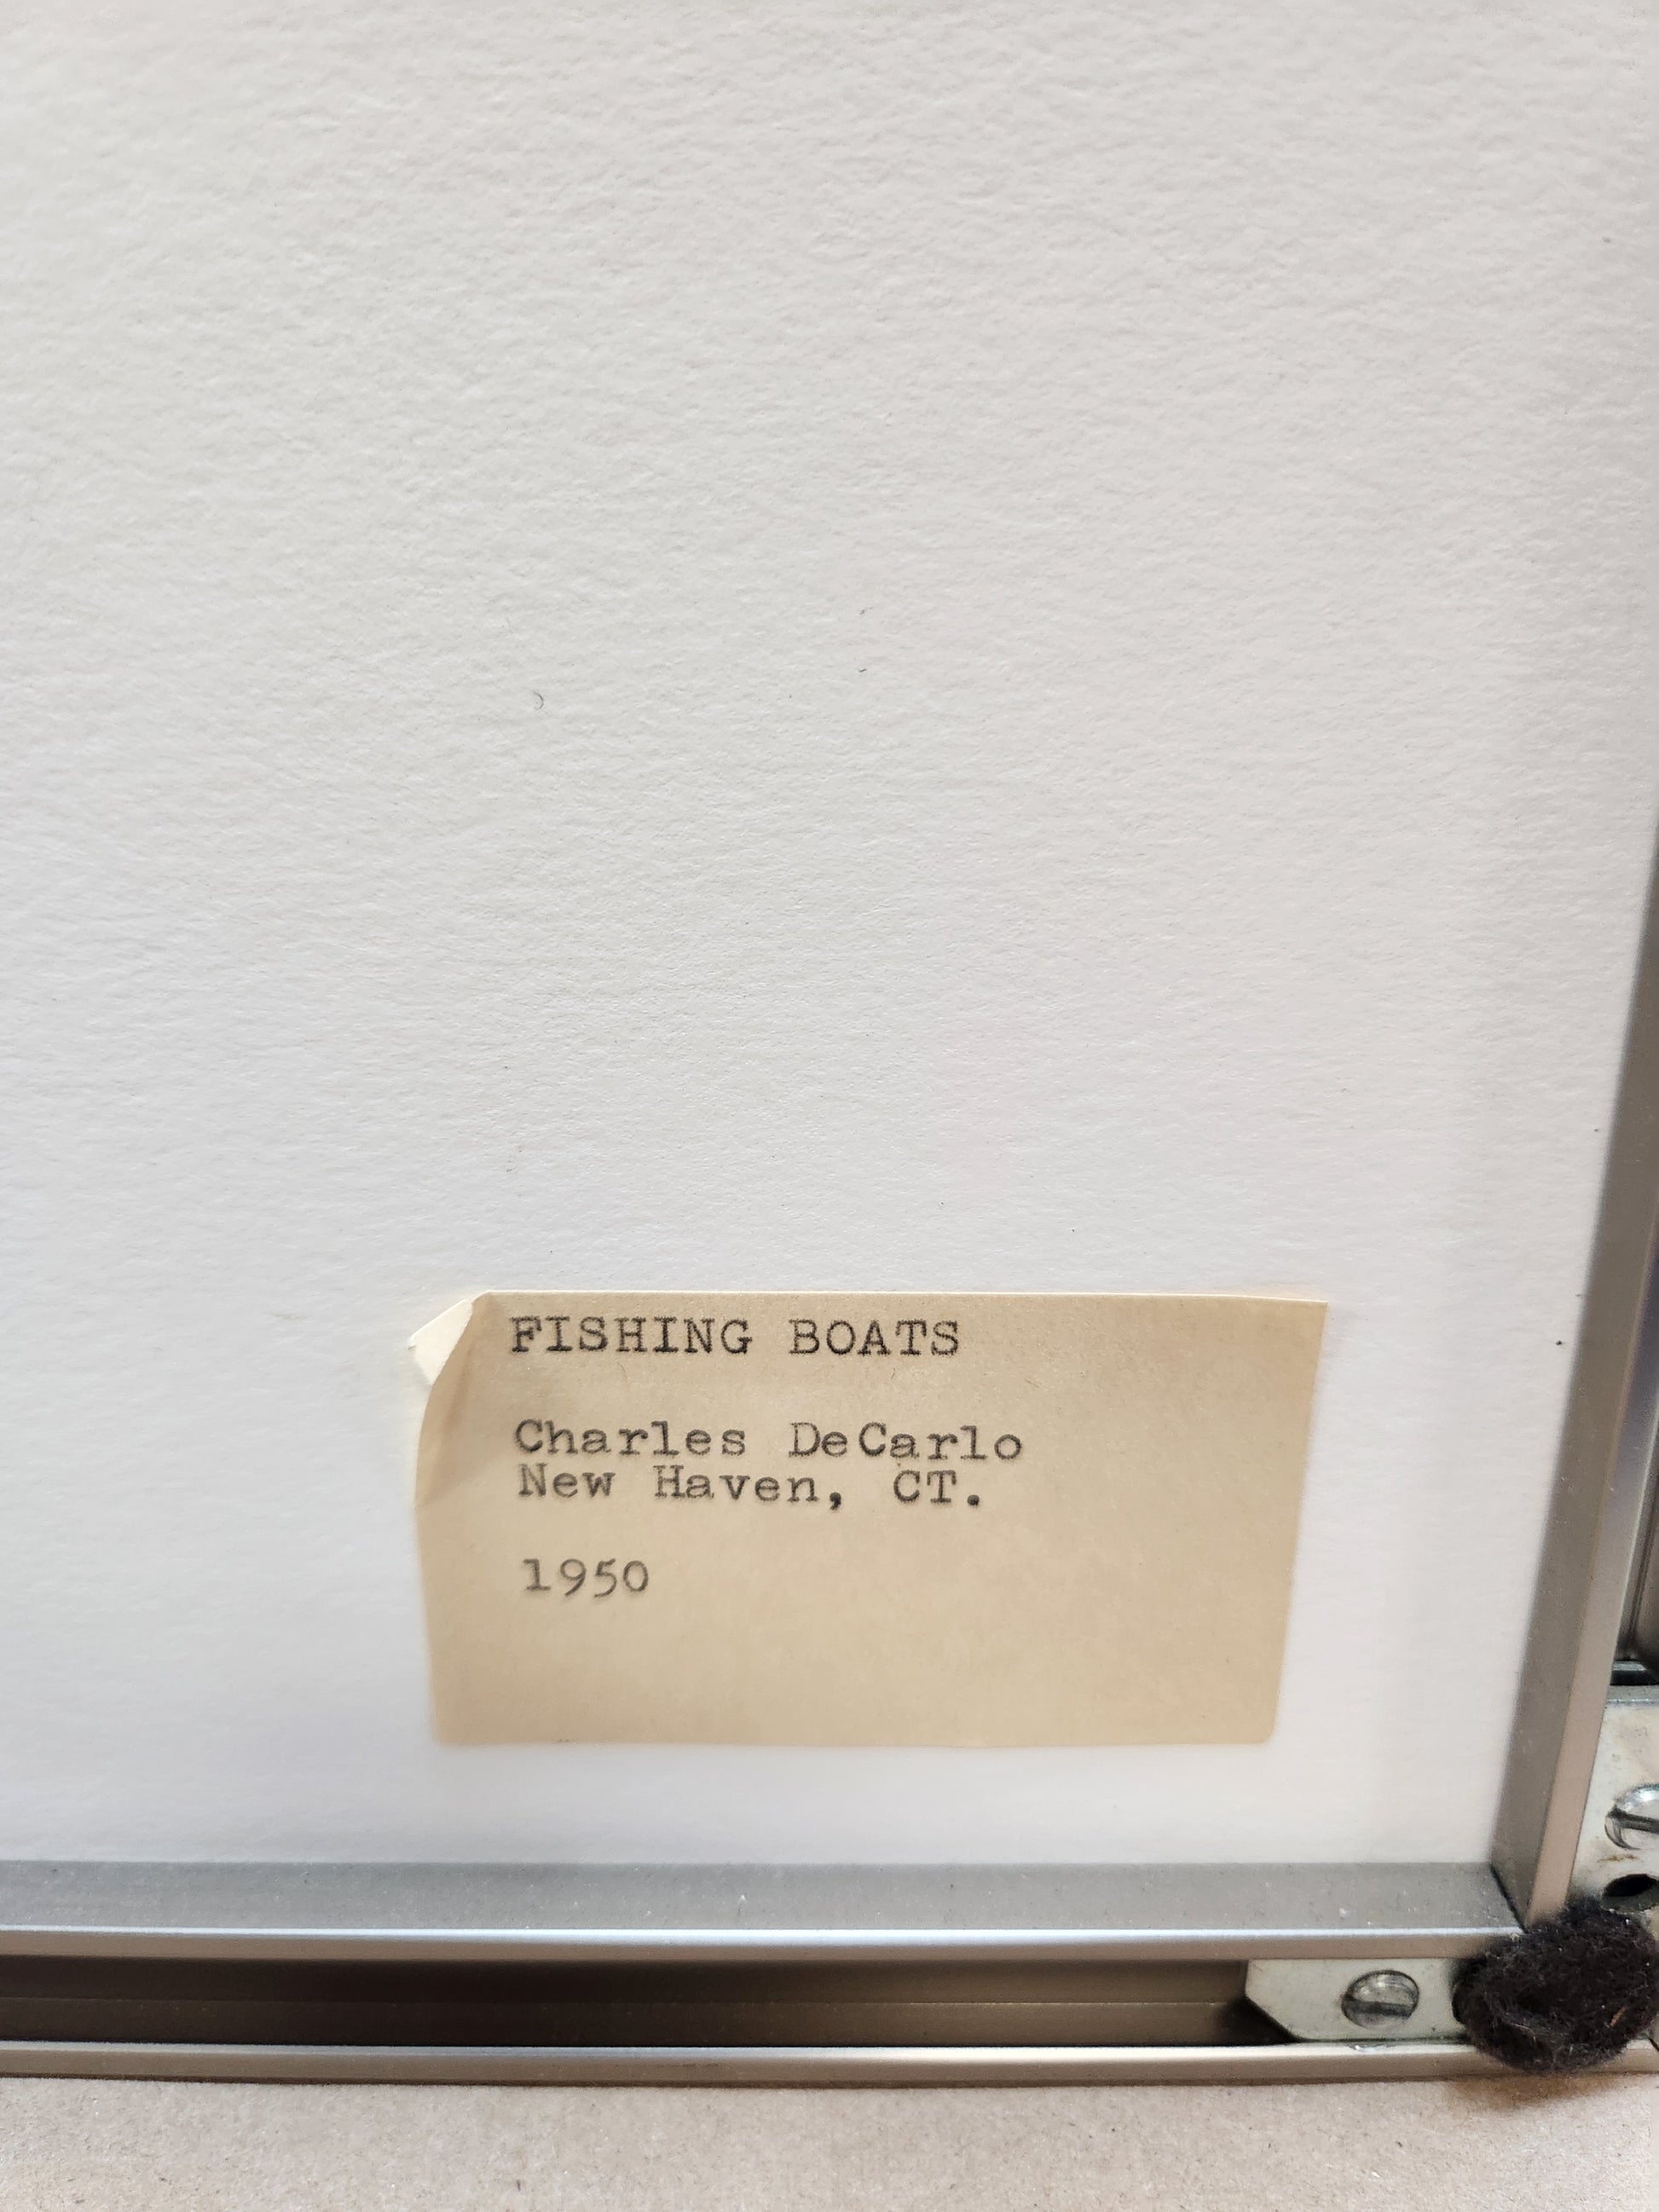 FISHING BOATS
Charles DeCarlo
New Haven, CT.
1950